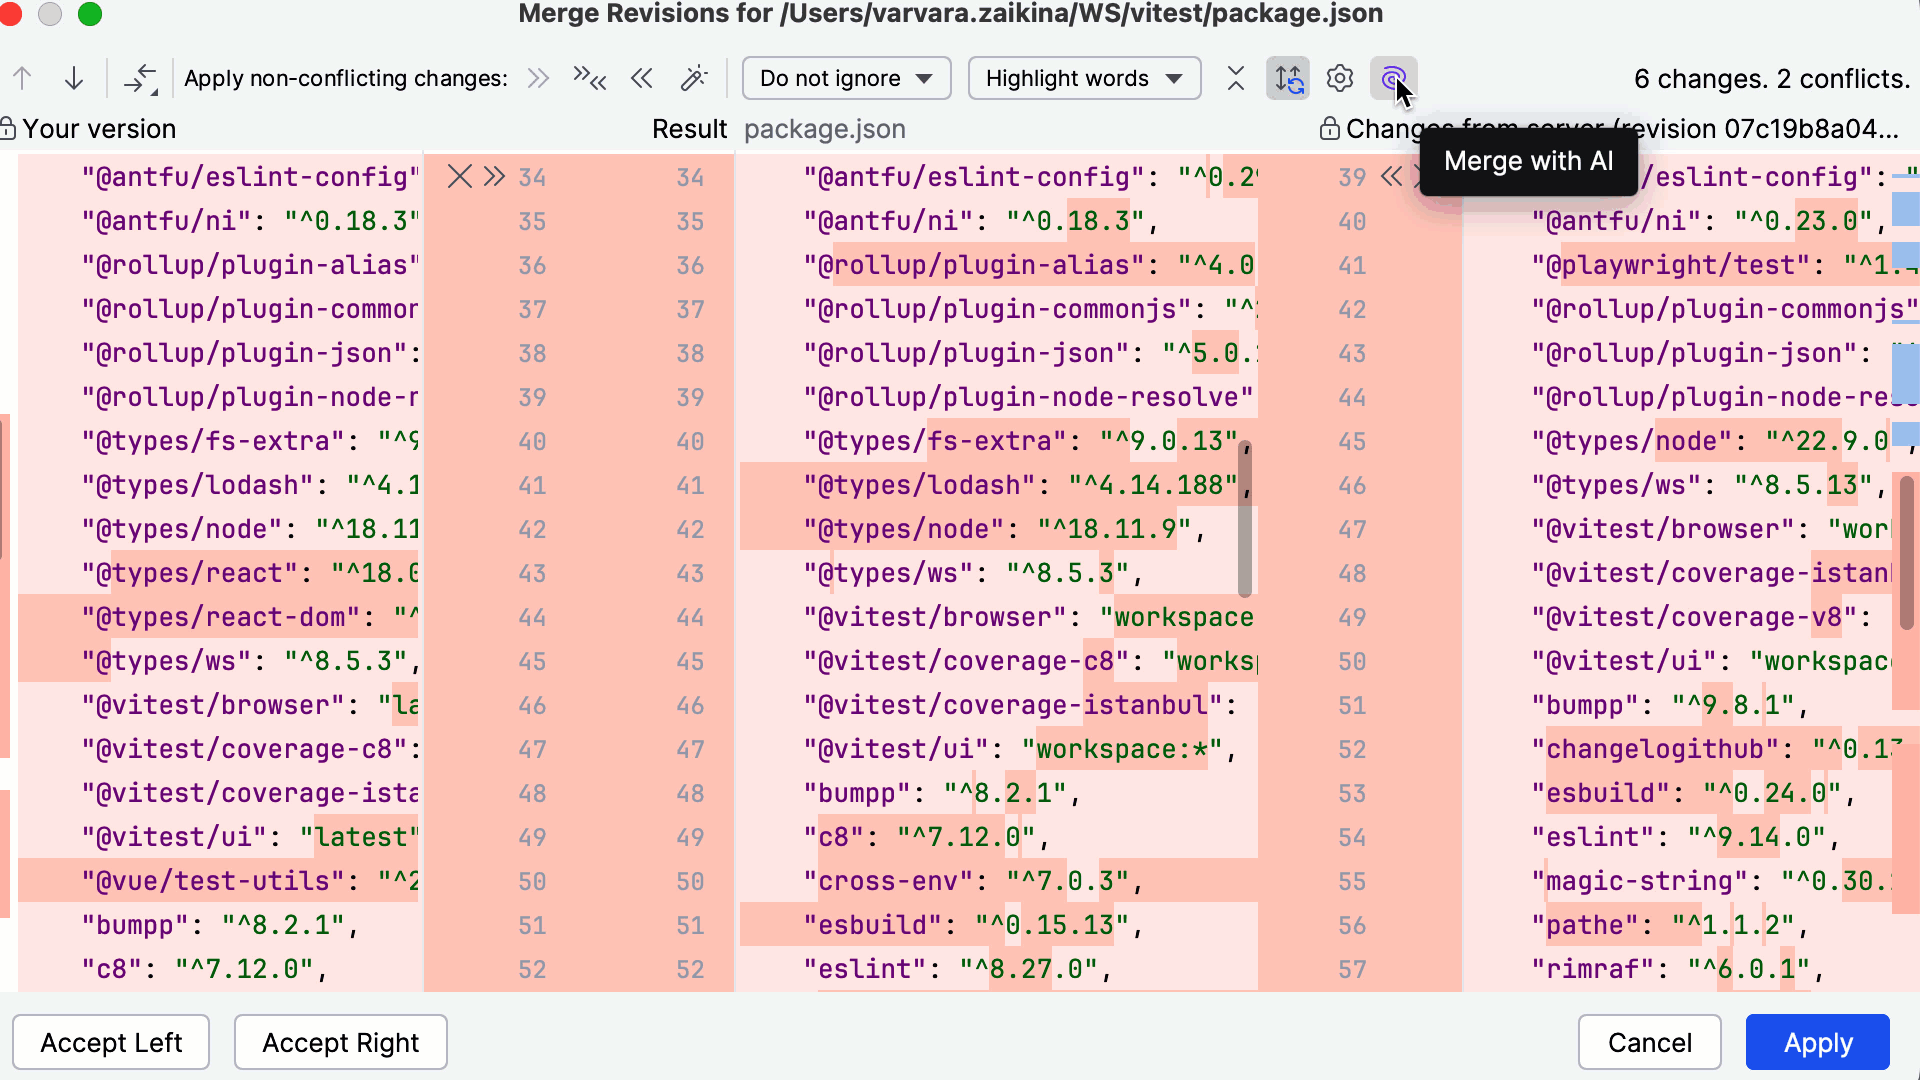 Merge Revisions for /Users/varvara.zaikina/WS/vitest/package.json
Apply non-conflicting changes: Do not ignore Highlight words 6 changes. 2 conflicts.
Your version Result package.json Changes from server (revision 07c19b8a04...
Merge with AI
"@antfu/eslint-config" 34 34 "@antfu/eslint-config": "^0.2 39 /eslint-config": "
"@antfu/ni": "^0.18.3" 35 35 "@antfu/ni": "^0.18.3", 40 "@antfu/ni": "^0.23.0",
"@rollup/plugin-alias" 36 36 "@rollup/plugin-alias": "^4.0 41 "@playwright/test": "^1.4
"@rollup/plugin-commor 37 37 "@rollup/plugin-commonjs": "^ 42 "@rollup/plugin-commonjs"
"@rollup/plugin-json": 38 38 "@rollup/plugin-json": "^5.0. 43 "@rollup/plugin-json":
"@rollup/plugin-node-r 39 39 "@rollup/plugin-node-resolve" 44 "@rollup/plugin-node-res
"@types/fs-extra": "^9 40 40 "@types/fs-extra": "^9.0.13", 45 "@types/node": "^22.9.0 ,
"@types/lodash": "^4.1 41 41 "@types/lodash": "^4.14.188", 46 "@types/ws": "^8.5.13",
"@types/node": "^18.11 42 42 "@types/node": "^18.11.9", 47 "@vitest/browser": "wor
"@types/react": "^18.0 43 43 "@types/ws": "^8.5.3", 48 "@vitest/coverage-istan
"@types/react-dom": "^ 44 44 "@vitest/browser": "workspace 49 "@vitest/coverage-v8":
"@types/ws": "^8.5.3", 45 45 "@vitest/coverage-c8": "works 50 "@vitest/ui": "workspac
"@vitest/browser": "la 46 46 "@vitest/coverage-istanbul": 51 "bumpp": "^9.8.1",
"@vitest/coverage-c8": 47 47 "@vitest/ui": "workspace:*", 52 "changelogithub": "^0.13
"@vitest/coverage-ista 48 48 "bumpp": "^8.2.1", 53 "esbuild": "^0.24.0",
"@vitest/ui": "latest" 49 49 "c8": "^7.12.0", 54 "eslint": "^9.14.0",
"@vue/test-utils": "^2 50 50 "cross-env": "^7.0.3", 55 "magic-string": "^0.30.
"bumpp": "^8.2.1", 51 51 "esbuild": "^0.15.13", 56 "pathe": "^1.1.2",
"c8": "^7.12.0", 52 52 "eslint": "^8.27.0", 57 "rimraf": "^6.0.1",
Accept Left Accept Right Cancel Apply